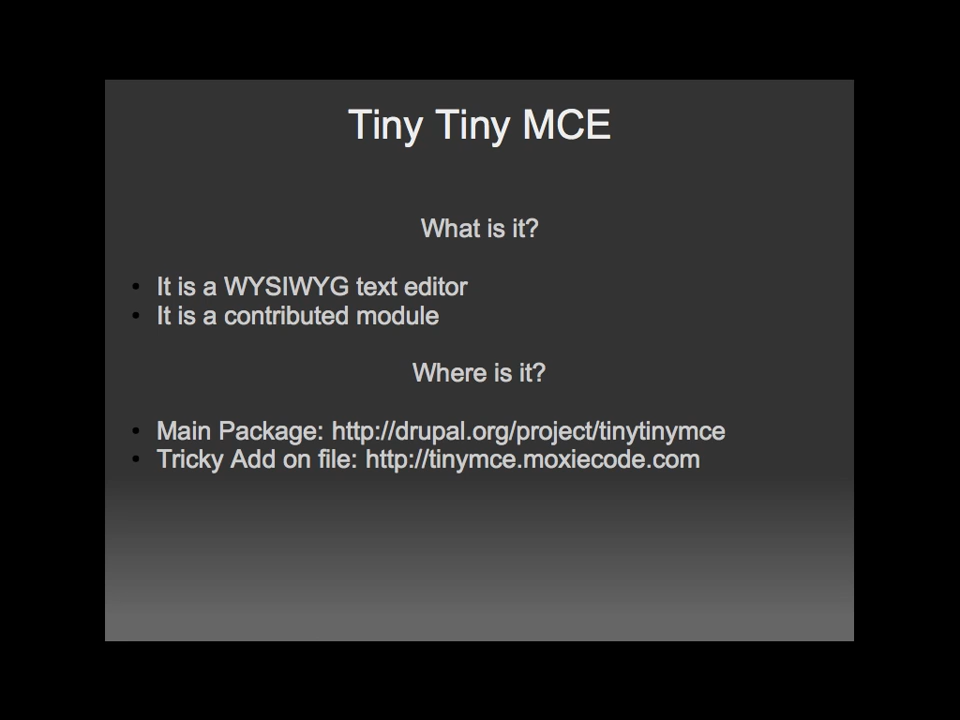 Tiny Tiny MCE
What is it?
• It is a WYSIWYG text editor
• It is a contributed module
Where is it?
• Main Package: http://drupal.org/project/tinytinymce
• Tricky Add on file: http://tinymce.moxiecode.com